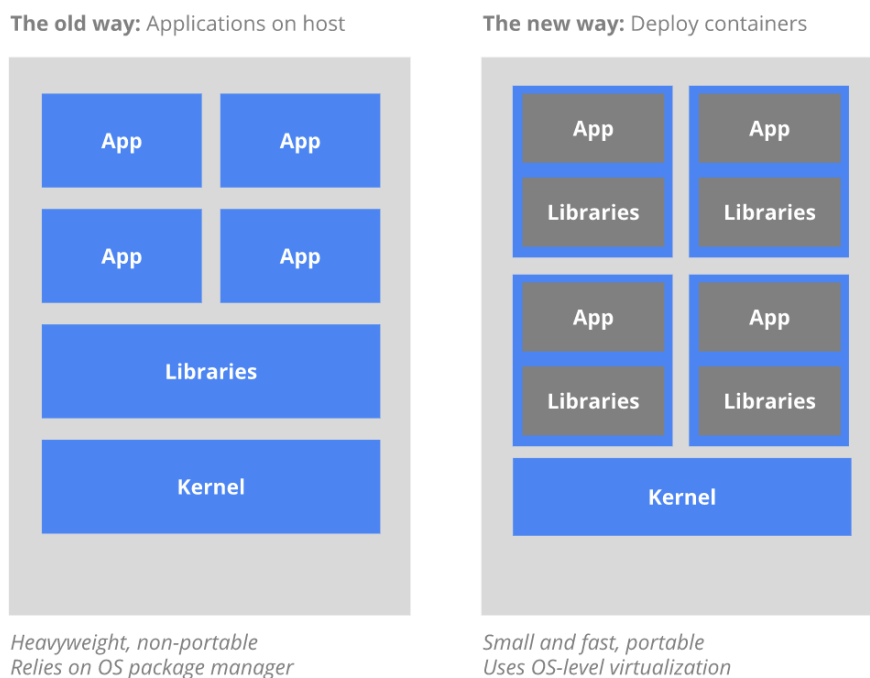 The old way: Applications on host
App
App
App
App
Libraries
Kernel
Heavyweight, non-portable
Relies on OS package manager
The new way: Deploy containers
App
App
Libraries
Libraries
App
App
Libraries
Libraries
Kernel
Small and fast, portable
Uses OS-level virtualization